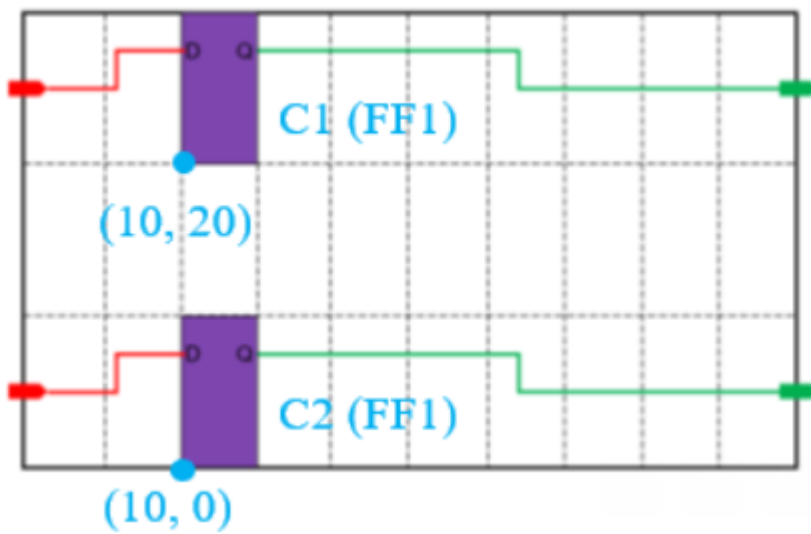 D Q
C1 (FF1)
(10, 20)
D Q
C2 (FF1)
(10, 0)